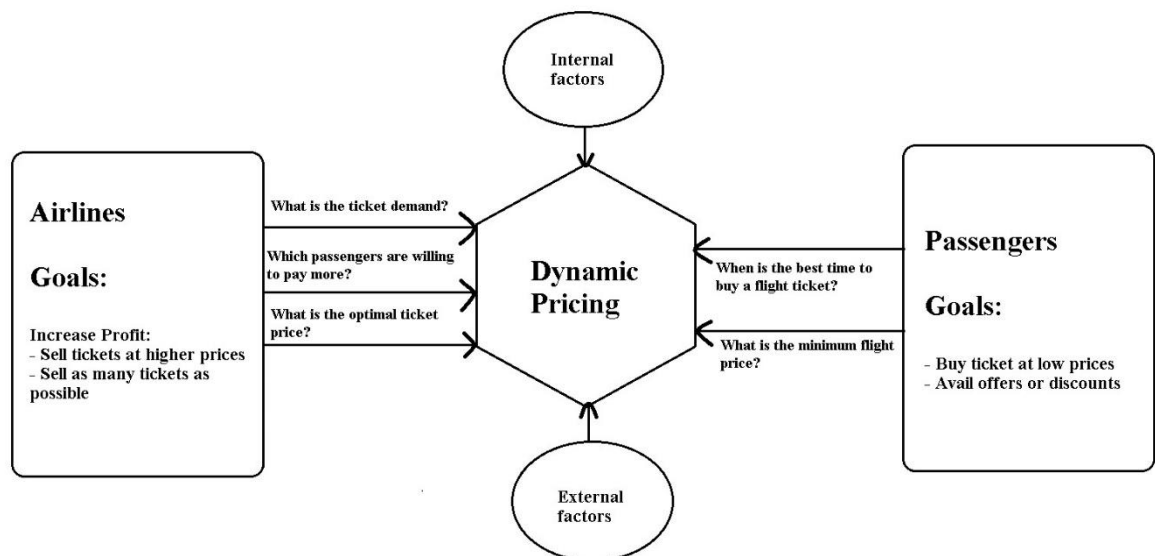 Internal
factors
Airlines
Goals:
Increase Profit:
- Sell tickets at higher prices
- Sell as many tickets as
possible
What is the ticket demand?
Which passengers are willing
to pay more?
What is the optimal ticket
price?
Dynamic
Pricing
When is the best time to
buy a flight ticket?
What is the minimum flight
price?
Passengers
Goals:
- Buy ticket at low prices
- Avail offers or discounts
External
factors